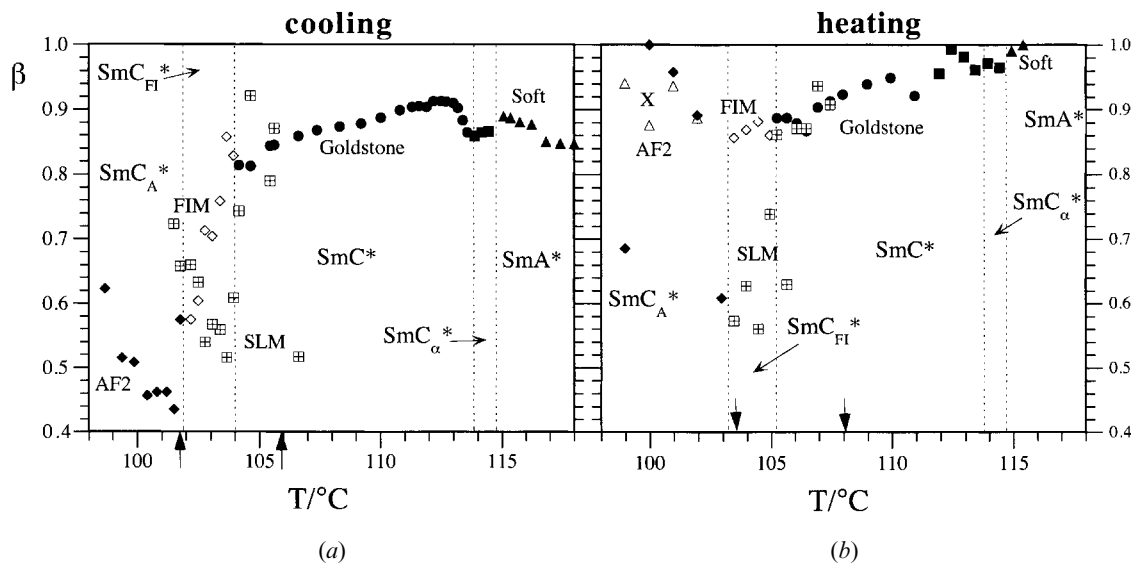 cooling
β
1.0
0.9
0.8
0.7
0.6
0.5
0.4
SmC_FI*
SmC_A*
FIM
AF2
SLM
Goldstone
SmC*
SmC_α*
Soft
SmA*
100
105
110
115
T/°C
(a)
heating
X
AF2
FIM
Goldstone
Soft
SmA*
SmC_α*
SLM
SmC*
SmC_A*
SmC_FI*
1.0
0.9
0.8
0.7
0.6
0.5
0.4
100
105
110
115
T/°C
(b)